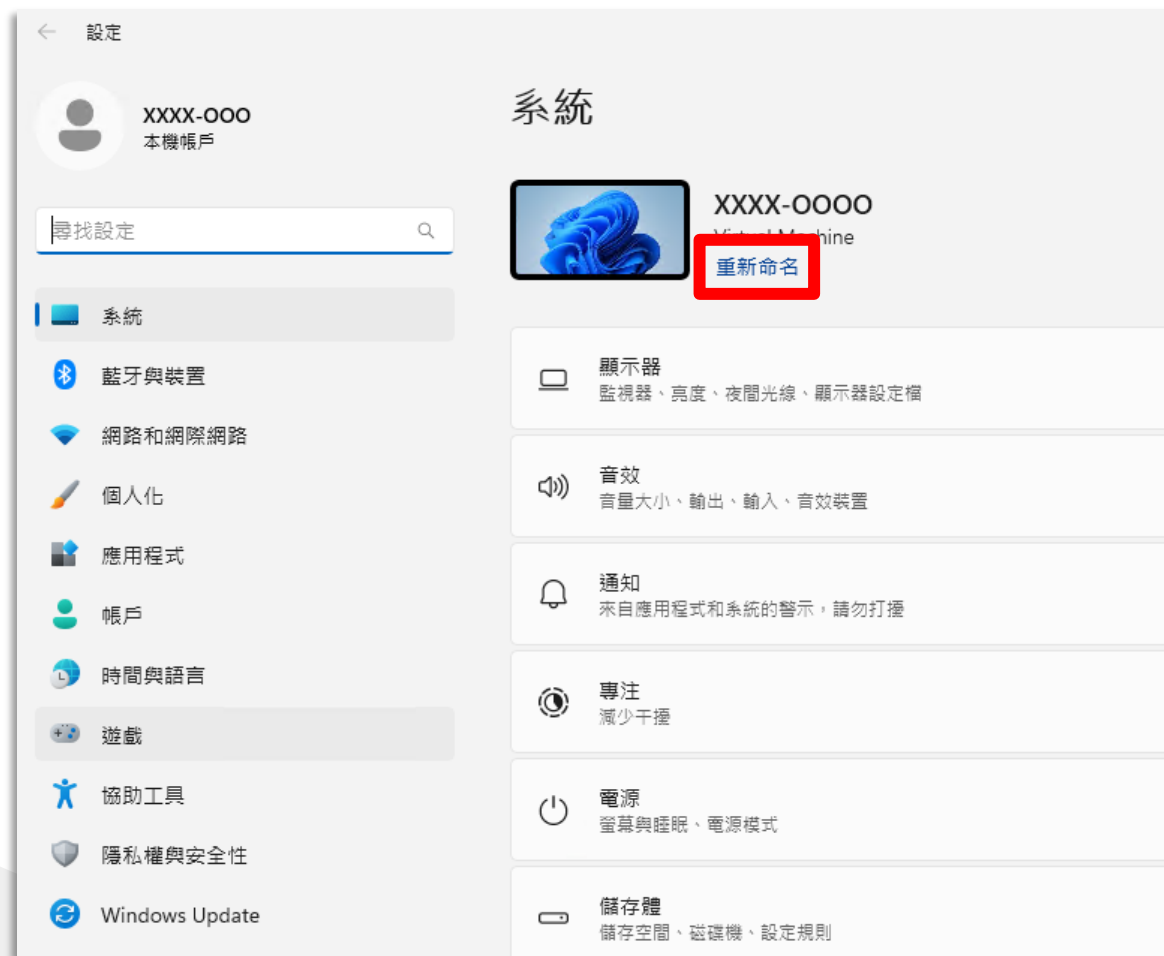 設定
XXXX-OOO
本機帳戶
尋找設定
系統
藍牙與裝置
網路和網際網路
個人化
應用程式
帳戶
時間與語言
遊戲
協助工具
隱私權與安全性
Windows Update
系統
XXXX-OOOO
Virtual Machine
重新命名
顯示器
監視器、亮度、夜間光線、顯示器設定檔
音效
音量大小、輸出、輸入、音效裝置
通知
來自應用程式和系統的警示，請勿打擾
專注
減少干擾
電源
螢幕與睡眠、電源模式
儲存體
儲存空間、磁碟機、設定規則